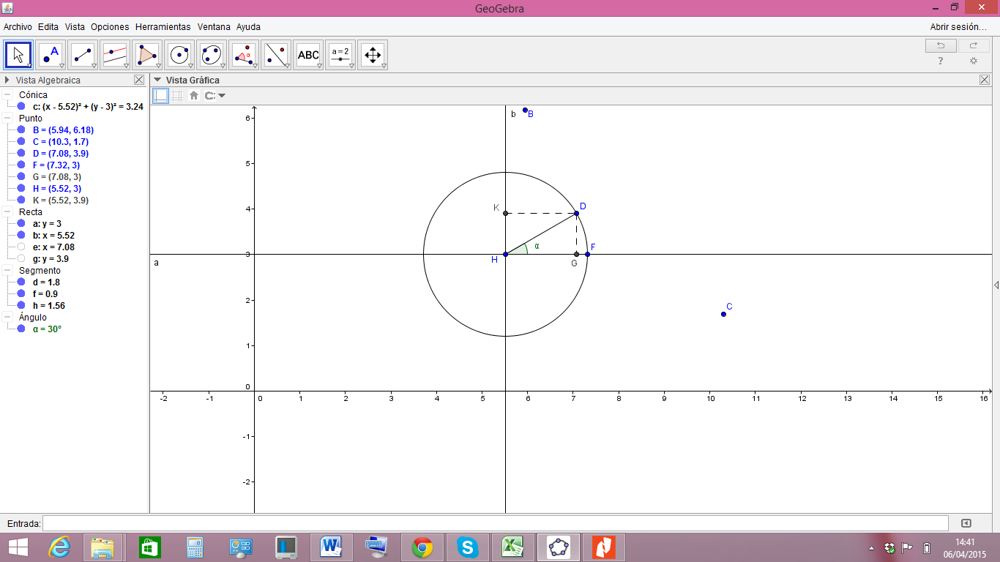 GeoGebra
Archivo Edita Vista Opciones Herramientas Ventana Ayuda
Abrir sesión...
A
α
ABC
a = 2
?
Vista Algebraica
Vista Gráfica
Cónica
c: (x - 5.52)² + (y - 3)² = 3.24
Punto
B = (5.94, 6.18)
C = (10.3, 1.7)
D = (7.08, 3.9)
F = (7.32, 3)
G = (7.08, 3)
H = (5.52, 3)
K = (5.52, 3.9)
Recta
a: y = 3
b: x = 5.52
e: x = 7.08
g: y = 3.9
Segmento
d = 1.8
f = 0.9
h = 1.56
Ángulo
α = 30°
C:
b B
6
5
K D
4
α F
3
H G
a
C
2
1
0
-2 -1 0 1 2 3 4 5 6 7 8 9 10 11 12 13 14 15 16
-1
-2
Entrada:
14:41
06/04/2015